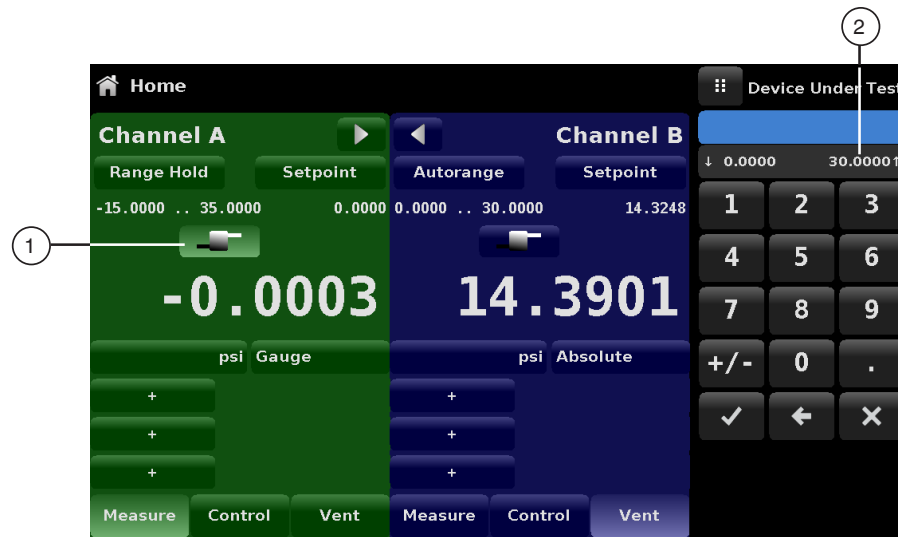 2
Home
Device Under Test
Channel A
Channel B
Range Hold Setpoint
Autorange Setpoint
↓ 0.0000 30.0000↑
-15.0000 .. 35.0000 0.0000
0.0000 .. 30.0000 14.3248
1 2 3
1
4 5 6
-0.0003
14.3901
7 8 9
psi Gauge
psi Absolute
+/- 0 .
+
+
+
+
+
+
Measure Control Vent
Measure Control Vent